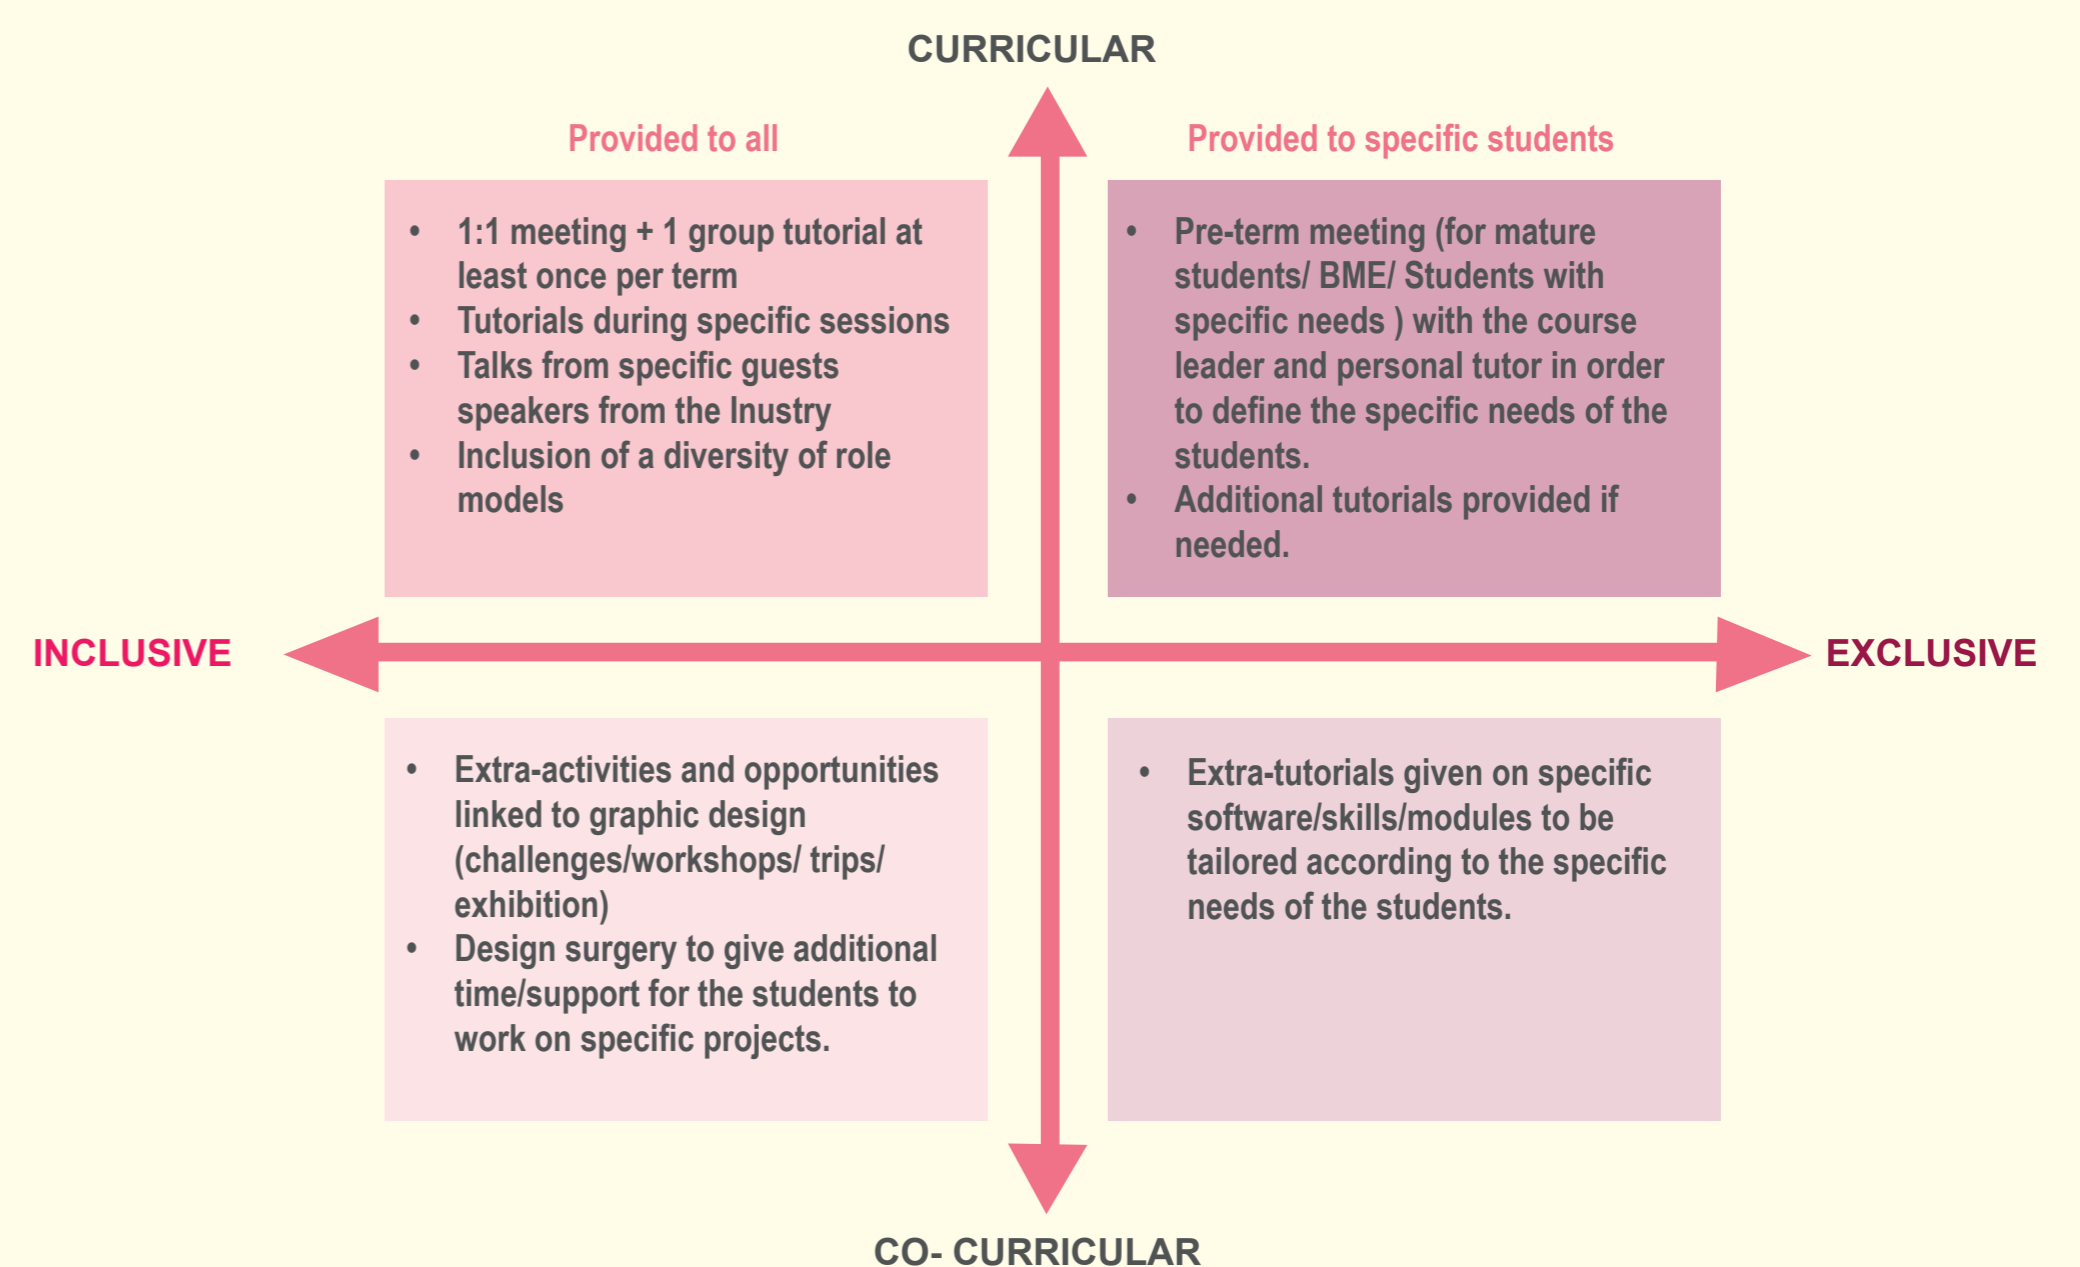 CURRICULAR
Provided to all
• 1:1 meeting + 1 group tutorial at
least once per term
• Tutorials during specific sessions
• Talks from specific guests
speakers from the Inustry
• Inclusion of a diversity of role
models
Provided to specific students
• Pre-term meeting (for mature
students/ BME/ Students with
specific needs ) with the course
leader and personal tutor in order
to define the specific needs of the
students.
• Additional tutorials provided if
needed.
INCLUSIVE
EXCLUSIVE
• Extra-activities and opportunities
linked to graphic design
(challenges/workshops/ trips/
exhibition)
• Design surgery to give additional
time/support for the students to
work on specific projects.
• Extra-tutorials given on specific
software/skills/modules to be
tailored according to the specific
needs of the students.
CO- CURRICULAR